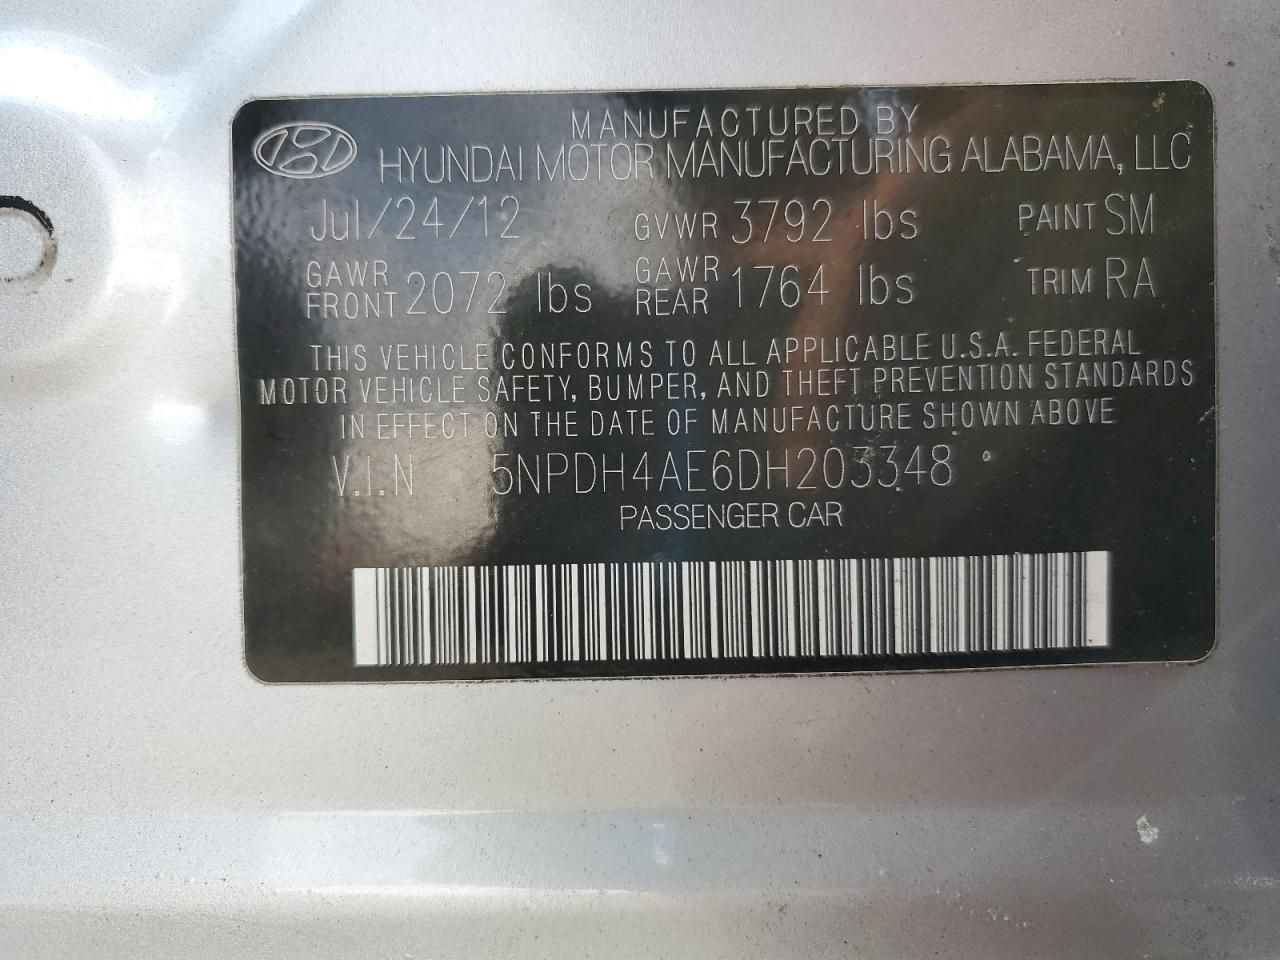 MANUFACTURED BY
HYUNDAI MOTOR MANUFACTURING ALABAMA, LLC
Jul/24/12 GVWR 3792 lbs PAINT SM
GAWR FRONT 2072 lbs GAWR REAR 1764 lbs TRIM RA
THIS VEHICLE CONFORMS TO ALL APPLICABLE U.S.A. FEDERAL
MOTOR VEHICLE SAFETY, BUMPER, AND THEFT PREVENTION STANDARDS
IN EFFECT ON THE DATE OF MANUFACTURE SHOWN ABOVE
V.I.N 5NPDH4AE6DH203348
PASSENGER CAR